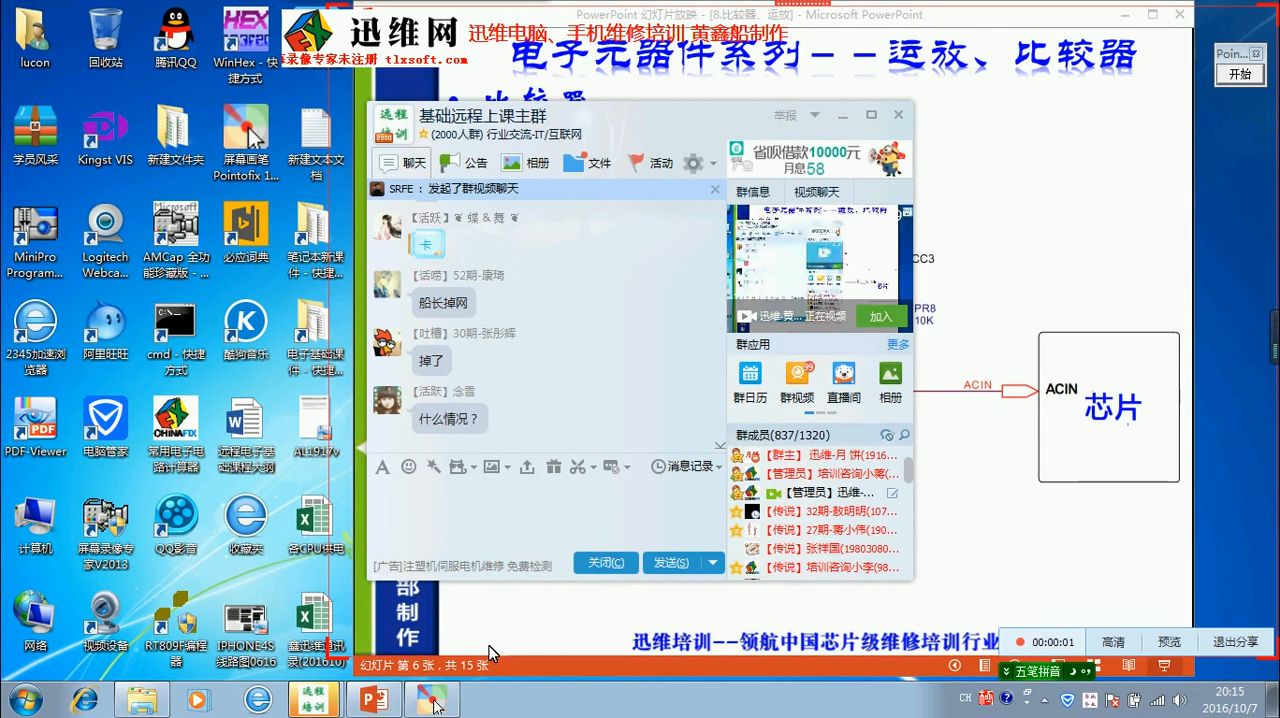 PowerPoint 幻灯片放映 - [8.比较器、运放] - Microsoft PowerPoint
迅维网
迅维电脑、手机维修培训 黄鑫船制作
录像专家未注册 tlxsoft.com
电子元器件系列--运放、比较器
Poin...
开始
lucon
回收站
腾讯QQ
WinHex - 快捷方式
学员风采
Kingst VIS
新建文件夹
屏幕画笔
Pointofix 1...
新建文本文档
MiniPro
Program...
Logitech
Webca...
AMCap 全功能珍藏版 - ...
必应词典
笔记本新课件 - 快捷...
2345加速浏览器
阿里旺旺
cmd - 快捷方式
酷狗音乐
电子基础课件 - 快捷...
PDF-Viewer
电脑管家
CHINAFIX
常用电子电路计算器
远程电子基础课程大纲
AL1917v
计算机
屏幕录像专家V2013
QQ影音
收藏夹
各CPU供电
网络
视频设备
RT809F编程器
IPHONE4S
线路图0616
鑫迅维通讯录(201610)
远程培训
基础远程上课主群
(2000人群) 行业交流-IT/互联网
举报
聊天
公告
相册
文件
活动
SRFE : 发起了群视频聊天
【活跃】❦ 蝶 & 舞 ❦
卡
【话唠】52期-康琦
船长掉网
【吐槽】30期-张彤辉
掉了
【活跃】念雪
什么情况？
消息记录
[广告]注塑机伺服电机维修 免费检测
关闭(C)
发送(S)
省呗借款10000元
月息58
群信息
视频聊天
迅维-黄... 正在视频
加入
群应用
更多
群日历
群视频
直播间
相册
群成员(837/1320)
【群主】迅维-月 饼(1916...
【管理员】培训咨询小蒋(...
【管理员】迅维-...
【传说】32期-敖明明(107...
【传说】27期-蒋小伟(190...
【传说】张祥国(19803080...
【传说】培训咨询小李(98...
CC3
PR8
10K
ACIN
ACIN
芯片
部制作
迅维培训--领航中国芯片级维修培训行业
00:00:01
高清
预览
退出分享
幻灯片 第 6 张，共 15 张
五笔拼音
远程培训
CH
20:15
2016/10/7